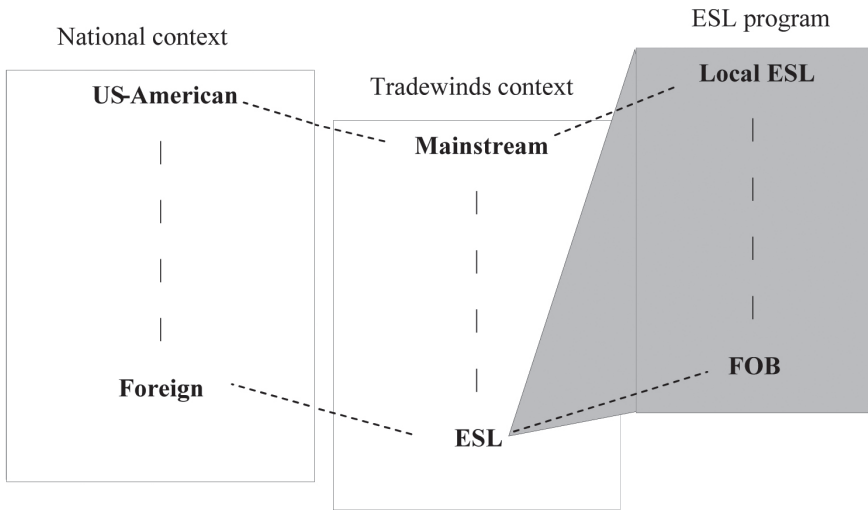 National context
US-American
Foreign
Tradewinds context
Mainstream
ESL
ESL program
Local ESL
FOB